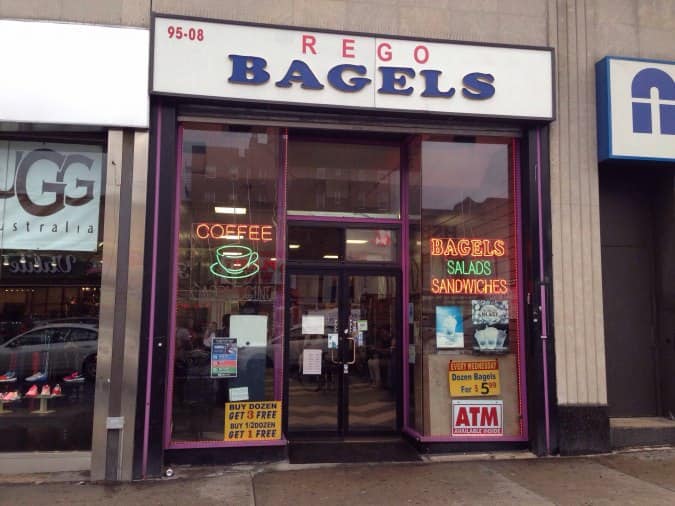 95-08
REGO
BAGELS
UGG
australia
COFFEE
BAGELS
SALADS
SANDWICHES
EVERY WEDNESDAY
Dozen Bagels
For $5.99
BUY DOZEN
GET 3 FREE
BUY 1/2DOZEN
GET 1 FREE
ATM
AVAILABLE INSIDE